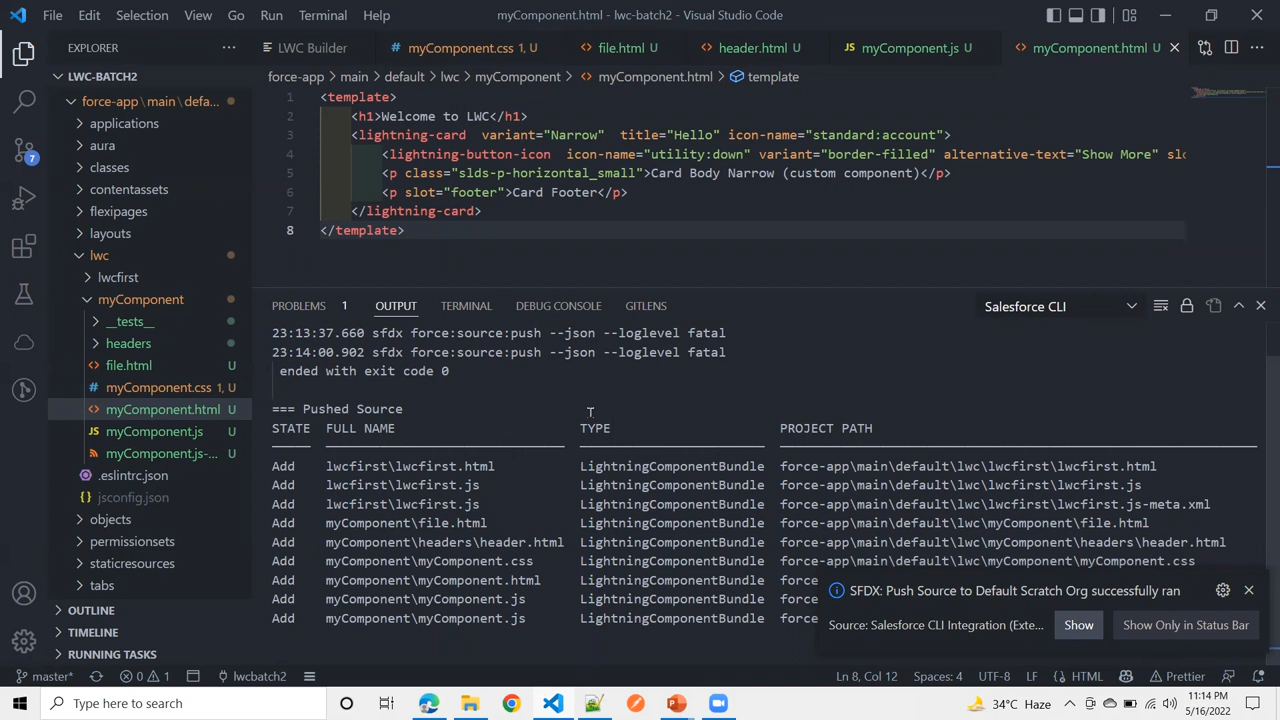 File Edit Selection View Go Run Terminal Help myComponent.html - lwc-batch2 - Visual Studio Code
EXPLORER
LWC Builder myComponent.css 1, U file.html U header.html U myComponent.js U myComponent.html U
LWC-BATCH2
force-app > main > default > lwc > myComponent > myComponent.html > template
force-app\main\defa...
applications
aura
classes
contentassets
flexipages
layouts
lwc
lwcfirst
myComponent
__tests__
headers
file.html U
myComponent.css 1, U
myComponent.html U
myComponent.js U
myComponent.js-... U
.eslintrc.json
jsconfig.json
objects
permissionsets
staticresources
tabs
OUTLINE
TIMELINE
RUNNING TASKS
7
1 <template>
2 <h1>Welcome to LWC</h1>
3 <lightning-card variant="Narrow" title="Hello" icon-name="standard:account">
4 <lightning-button-icon icon-name="utility:down" variant="border-filled" alternative-text="Show More" slo
5 <p class="slds-p-horizontal_small">Card Body Narrow (custom component)</p>
6 <p slot="footer">Card Footer</p>
7 </lightning-card>
8 </template>
PROBLEMS 1 OUTPUT TERMINAL DEBUG CONSOLE GITLENS Salesforce CLI
23:13:37.660 sfdx force:source:push --json --loglevel fatal
23:14:00.902 sfdx force:source:push --json --loglevel fatal
ended with exit code 0
=== Pushed Source
STATE FULL NAME TYPE PROJECT PATH
Add lwcfirst\lwcfirst.html LightningComponentBundle force-app\main\default\lwc\lwcfirst\lwcfirst.html
Add lwcfirst\lwcfirst.js LightningComponentBundle force-app\main\default\lwc\lwcfirst\lwcfirst.js
Add lwcfirst\lwcfirst.js LightningComponentBundle force-app\main\default\lwc\lwcfirst\lwcfirst.js-meta.xml
Add myComponent\file.html LightningComponentBundle force-app\main\default\lwc\myComponent\file.html
Add myComponent\headers\header.html LightningComponentBundle force-app\main\default\lwc\myComponent\headers\header.html
Add myComponent\myComponent.css LightningComponentBundle force-app\main\default\lwc\myComponent\myComponent.css
Add myComponent\myComponent.html LightningComponentBundle force
Add myComponent\myComponent.js LightningComponentBundle force
Add myComponent\myComponent.js LightningComponentBundle force
SFDX: Push Source to Default Scratch Org successfully ran
Source: Salesforce CLI Integration (Exte... Show Show Only in Status Bar
master* 0 1 lwcbatch2 Ln 8, Col 12 Spaces: 4 UTF-8 LF HTML Prettier
Type here to search 34°C Haze 11:14 PM
5/16/2022